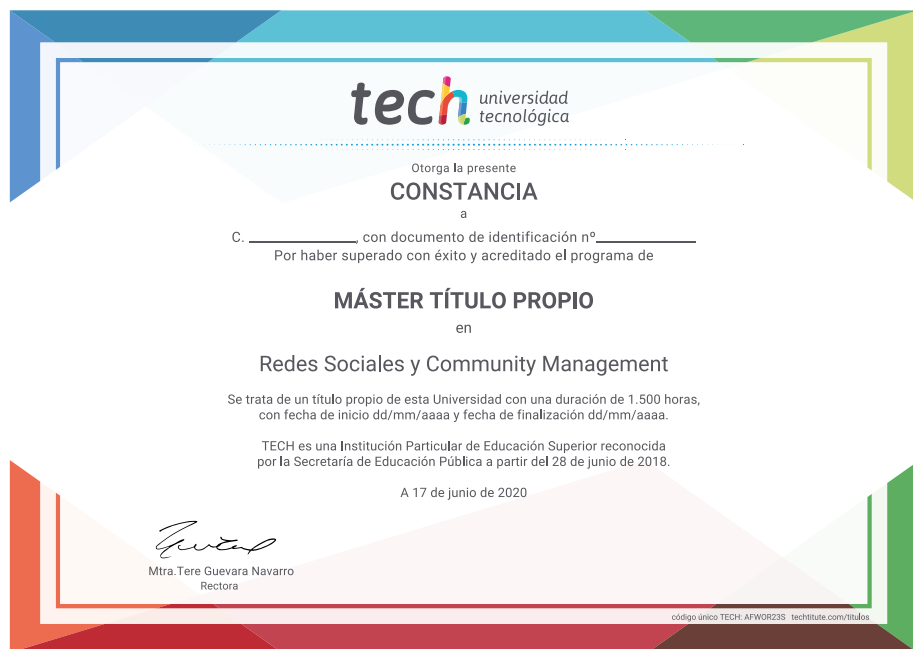 tech universidad
tecnológica
Otorga la presente
CONSTANCIA
a
C. ____________, con documento de identificación nº____________
Por haber superado con éxito y acreditado el programa de
MÁSTER TÍTULO PROPIO
en
Redes Sociales y Community Management
Se trata de un título propio de esta Universidad con una duración de 1.500 horas,
con fecha de inicio dd/mm/aaaa y fecha de finalización dd/mm/aaaa.
TECH es una Institución Particular de Educación Superior reconocida
por la Secretaría de Educación Pública a partir del 28 de junio de 2018.
A 17 de junio de 2020
Mtra.Tere Guevara Navarro
Rectora
código único TECH: AFWOR23S techtitute.com/titulos